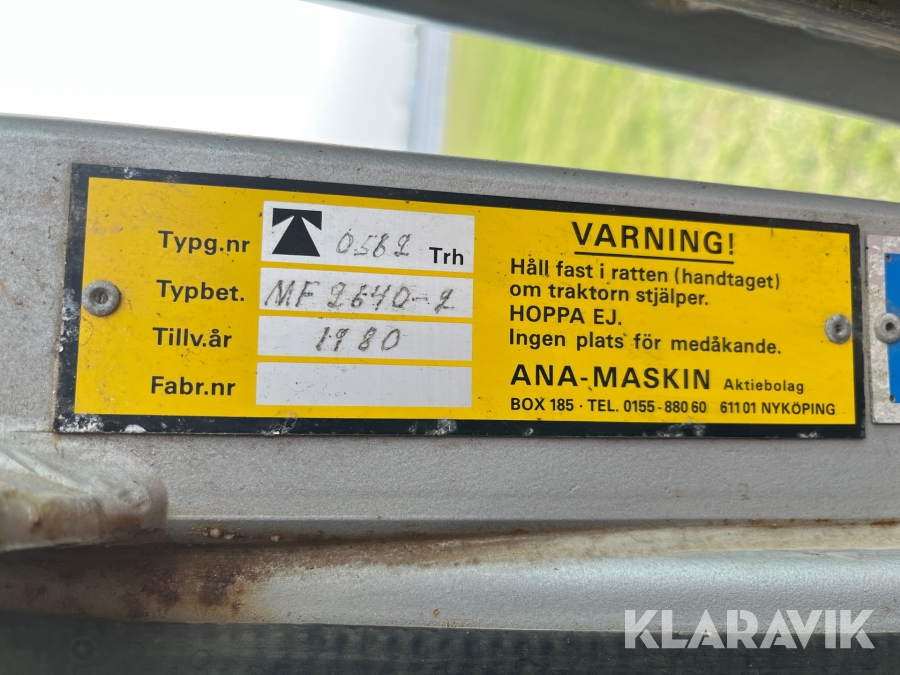 Typg.nr 0582 Trh
Typbet. MF 2640-2
Tillv.år 1980
Fabr.nr
VARNING!
Håll fast i ratten (handtaget)
om traktorn stjälper.
HOPPA EJ.
Ingen plats för medåkande.
ANA-MASKIN Aktiebolag
BOX 185 · TEL. 0155-880 60 611 01 NYKÖPING
KLARAVIK